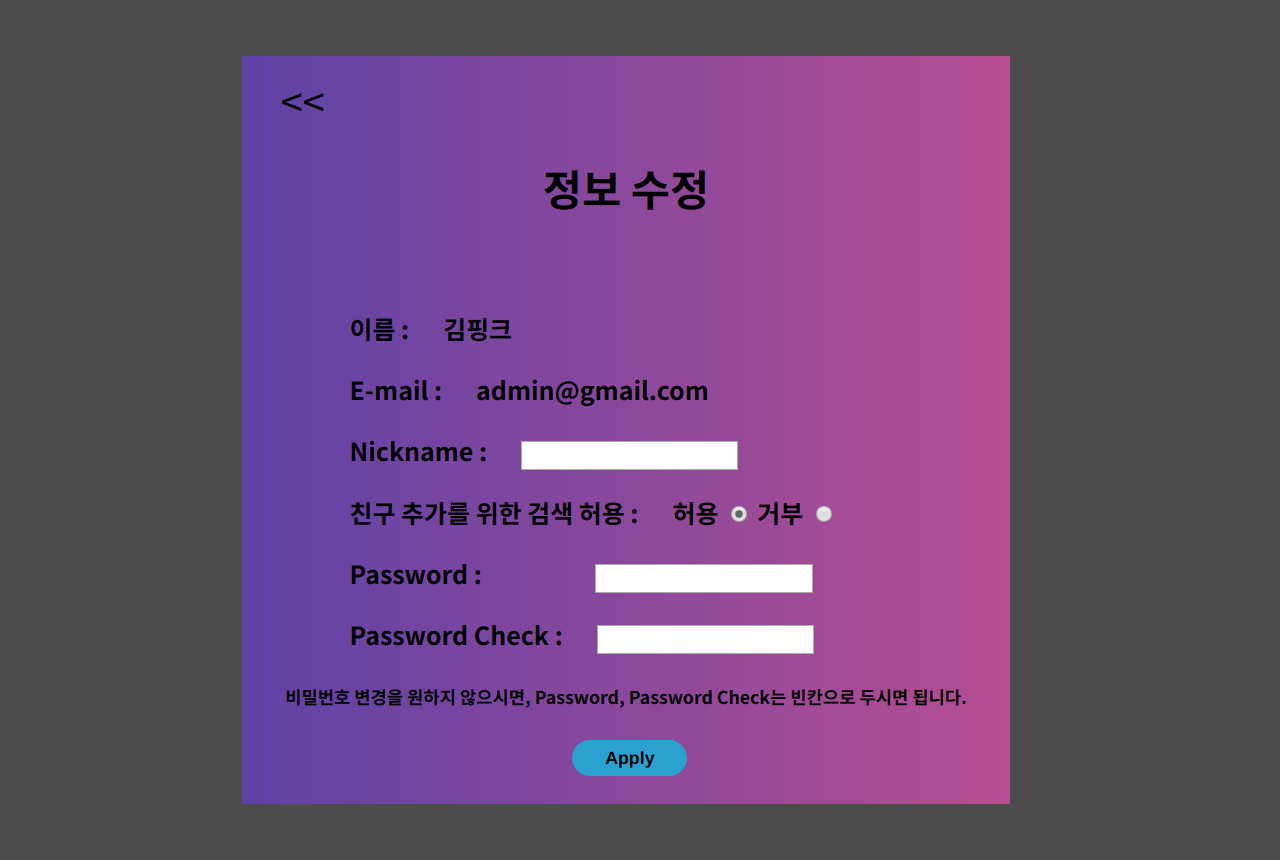 <<
정보 수정
이름 : 김핑크
E-mail : admin@gmail.com
Nickname :
친구 추가를 위한 검색 허용 : 허용 거부
Password :
Password Check :
비밀번호 변경을 원하지 않으시면, Password, Password Check는 빈칸으로 두시면 됩니다.
Apply